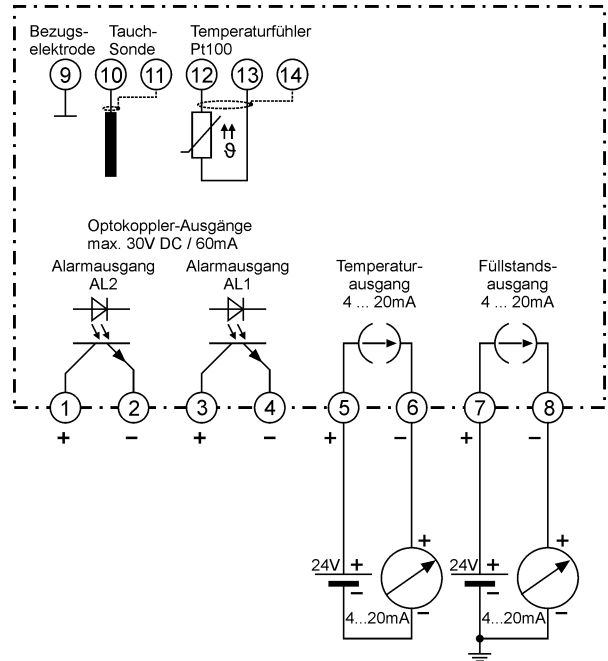 Bezugs-
elektrode
Tauch-
Sonde
Temperaturfühler
Pt100
9 10 11 12 13 14
ϑ
Optokoppler-Ausgänge
max. 30V DC / 60mA
Alarmausgang
AL2
Alarmausgang
AL1
Temperatur-
ausgang
4 ... 20mA
Füllstands-
ausgang
4 ... 20mA
1 2 3 4 5 6 7 8
+ − + − + − + −
24V + + 24V + +
− − − −
4...20mA 4...20mA